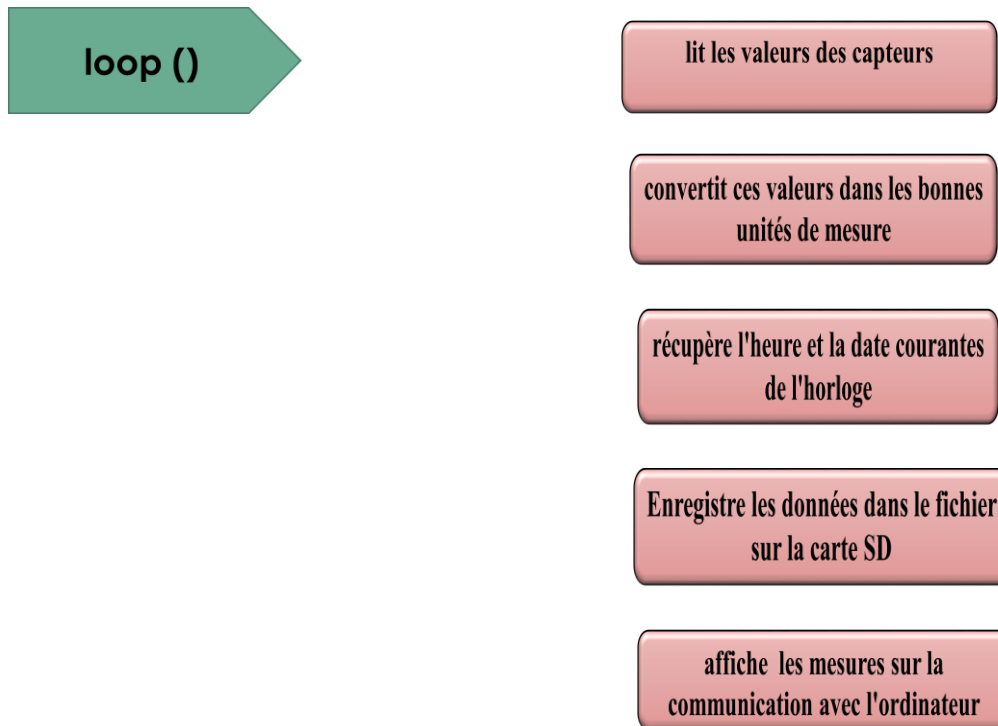 loop ()
lit les valeurs des capteurs
convertit ces valeurs dans les bonnes
unités de mesure
récupère l'heure et la date courantes
de l'horloge
Enregistre les données dans le fichier
sur la carte SD
affiche les mesures sur la
communication avec l'ordinateur